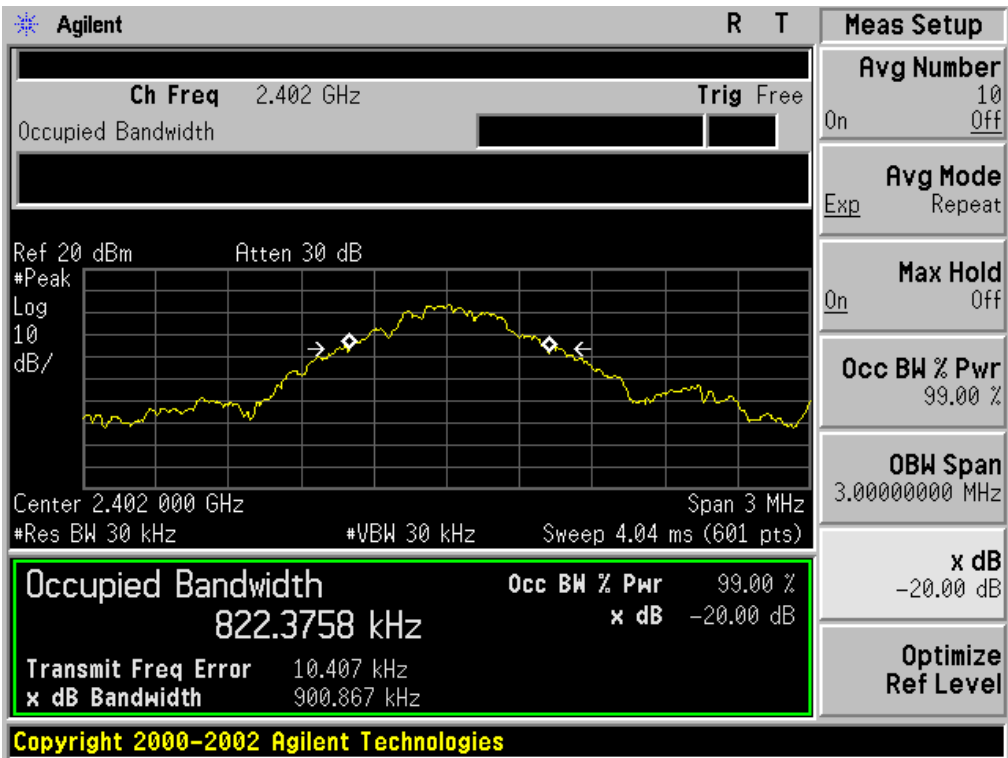 Agilent R T
Ch Freq 2.402 GHz Trig Free
Occupied Bandwidth
Ref 20 dBm Atten 30 dB
#Peak
Log
10
dB/
Center 2.402 000 GHz Span 3 MHz
#Res BW 30 kHz #VBW 30 kHz Sweep 4.04 ms (601 pts)
Occupied Bandwidth
822.3758 kHz
Occ BW % Pwr 99.00 %
x dB -20.00 dB
Transmit Freq Error 10.407 kHz
x dB Bandwidth 900.867 kHz
Copyright 2000-2002 Agilent Technologies
Meas Setup
Avg Number
10
On Off
Avg Mode
Exp Repeat
Max Hold
On Off
Occ BW % Pwr
99.00 %
OBW Span
3.00000000 MHz
x dB
-20.00 dB
Optimize
Ref Level